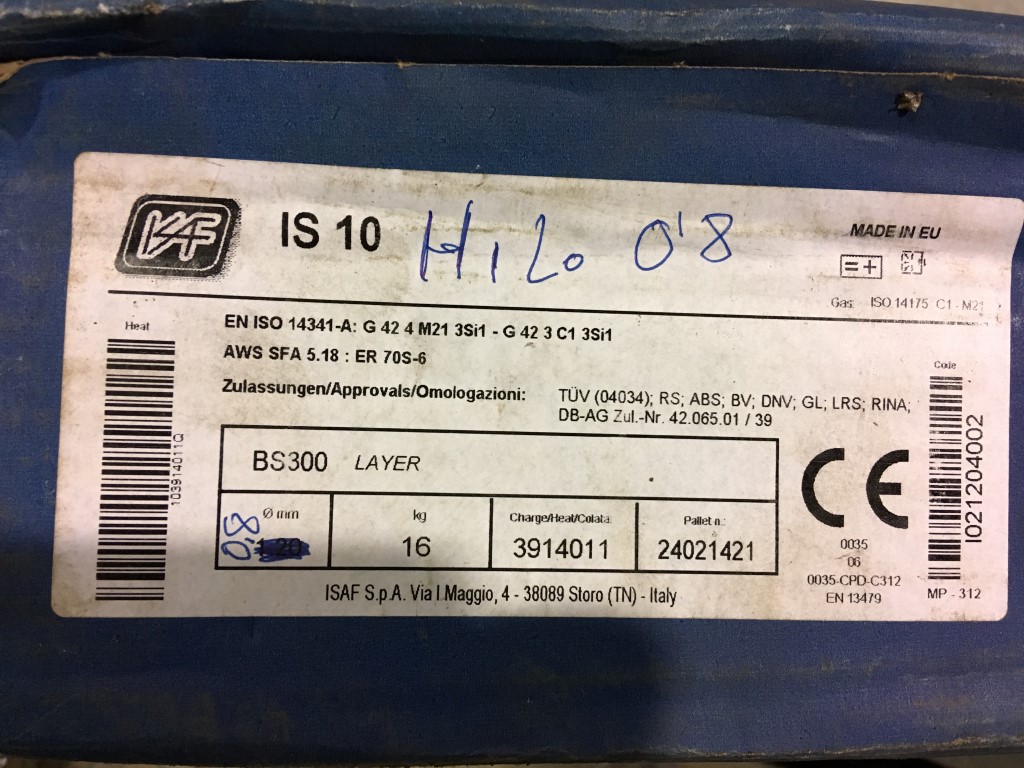 ISAF
IS 10 HILO 0'8
MADE IN EU
=+
Gas: ISO 14175 C1 - M21
Heat
103914011Q
EN ISO 14341-A: G 42 4 M21 3Si1 - G 42 3 C1 3Si1
AWS SFA 5.18 : ER 70S-6
Zulassungen/Approvals/Omologazioni: TÜV (04034); RS; ABS; BV; DNV; GL; LRS; RINA;
DB-AG Zul.-Nr. 42.065.01 / 39
BS300 LAYER
Ø mm
0,8 1.20
kg
16
Charge/Heat/Colata
3914011
Pallet n.:
24021421
ISAF S.p.A. Via I.Maggio, 4 - 38089 Storo (TN) - Italy
CE
0035
06
0035-CPD-C312
EN 13479
Code
I021204002
MP - 312